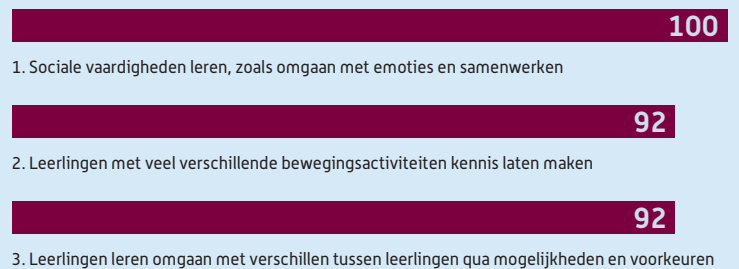 100
1. Sociale vaardigheden leren, zoals omgaan met emoties en samenwerken
92
2. Leerlingen met veel verschillende bewegingsactiviteiten kennis laten maken
92
3. Leerlingen leren omgaan met verschillen tussen leerlingen qua mogelijkheden en voorkeuren